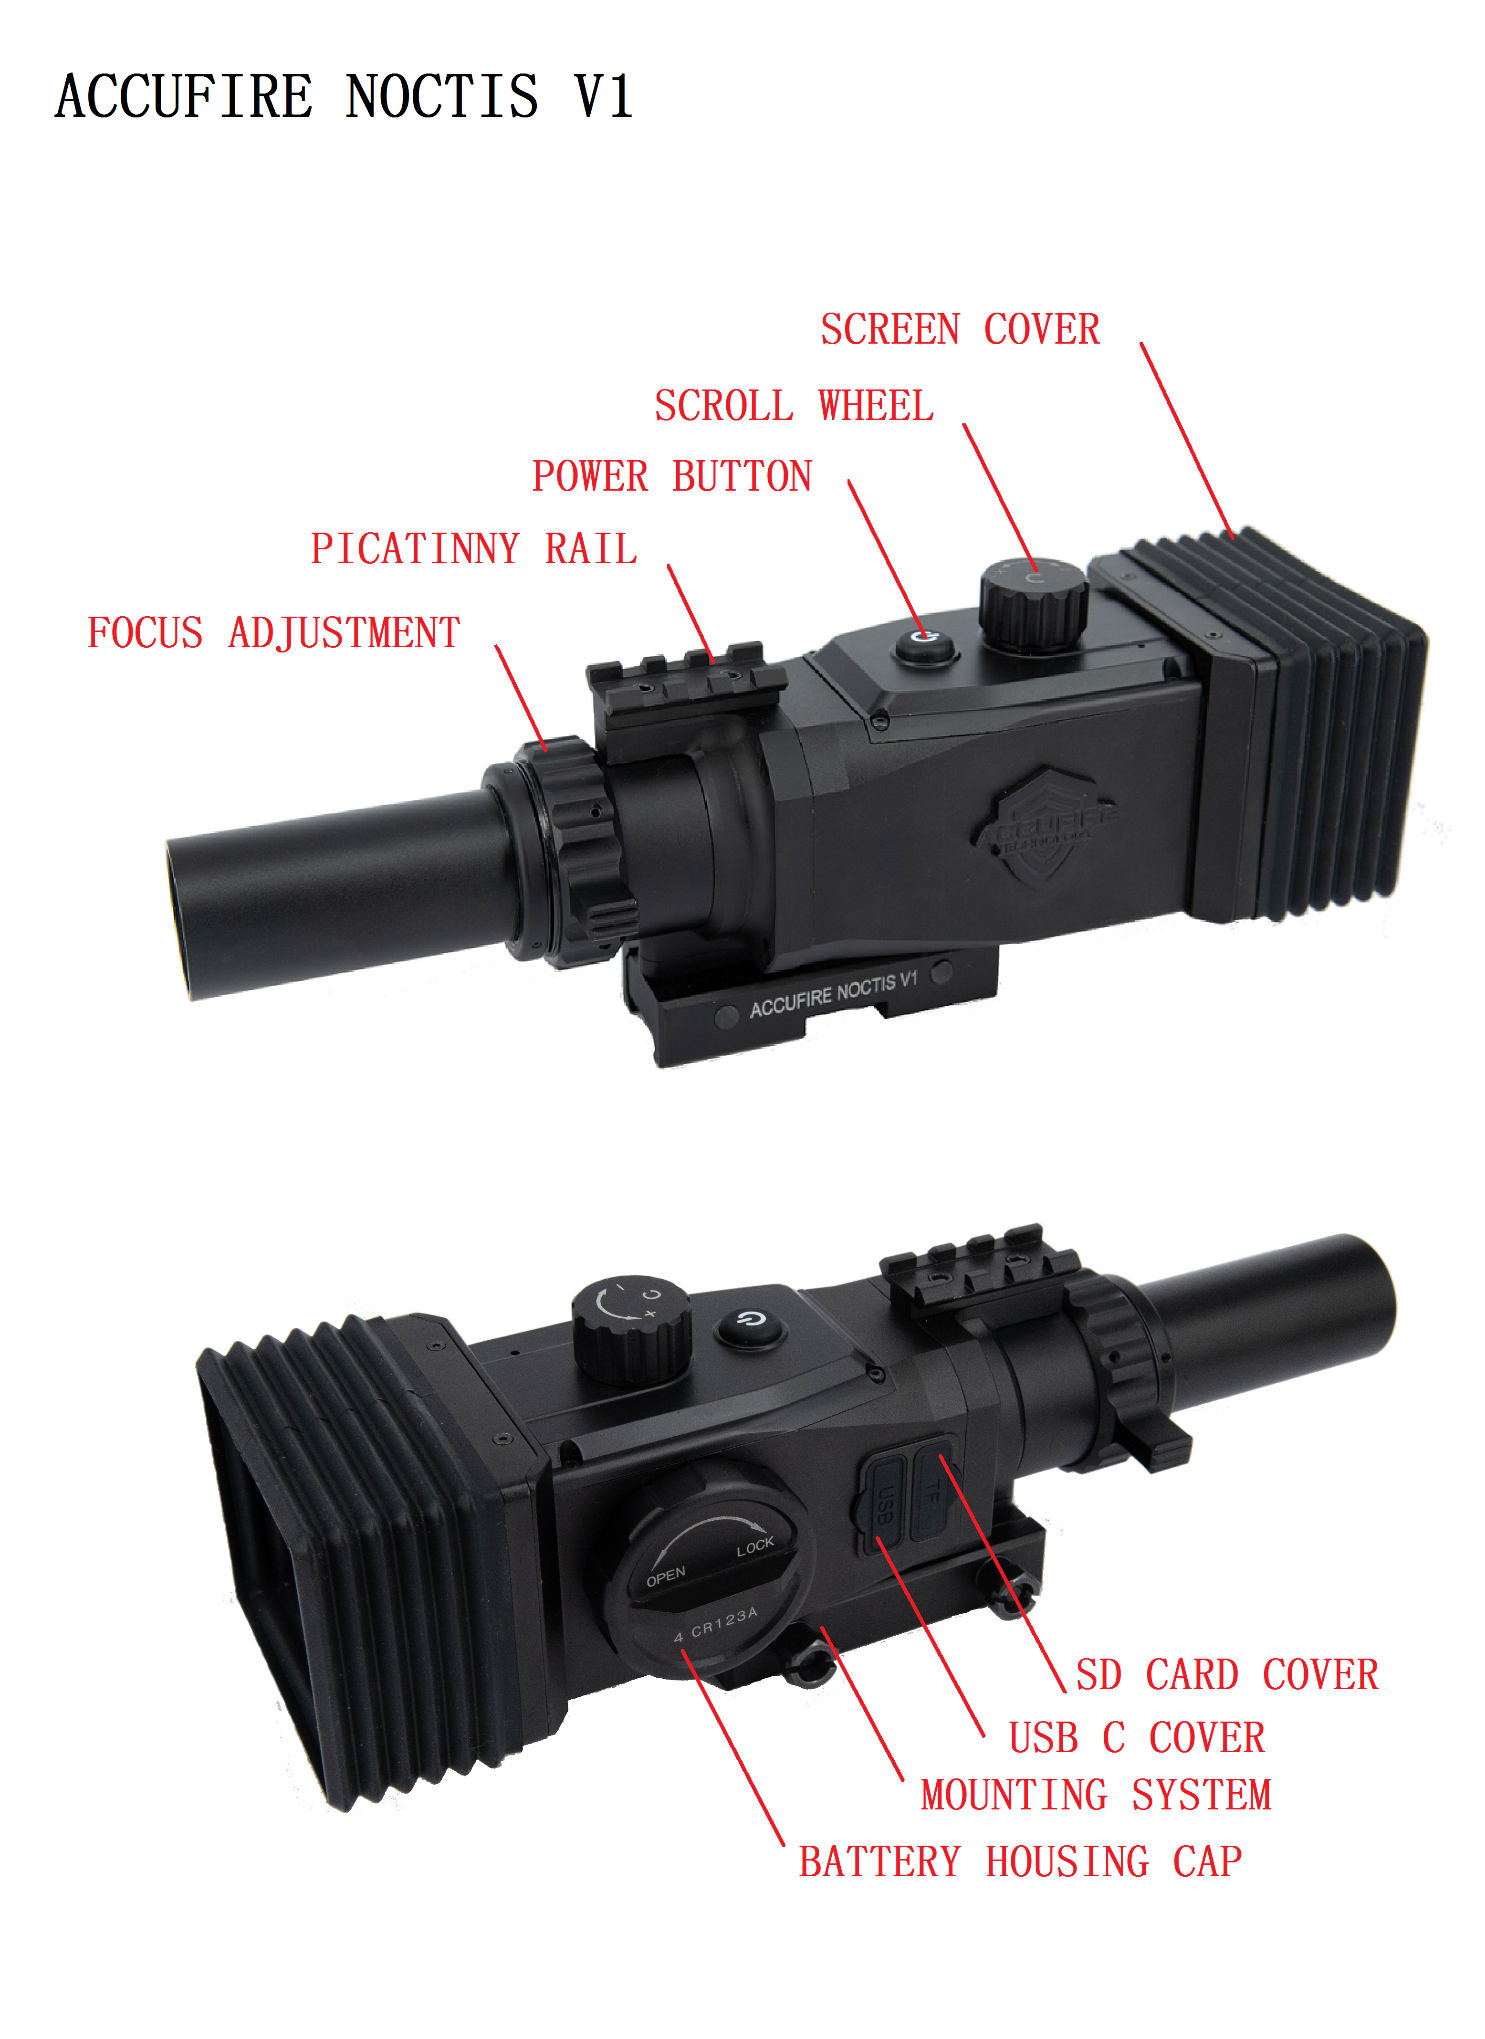 ACCUFIRE NOCTIS V1
SCREEN COVER
SCROLL WHEEL
POWER BUTTON
PICATINNY RAIL
FOCUS ADJUSTMENT
ACCUFIRE NOCTIS V1
- +
OPEN LOCK
4 CR123A
USB
TF
SD CARD COVER
USB C COVER
MOUNTING SYSTEM
BATTERY HOUSING CAP